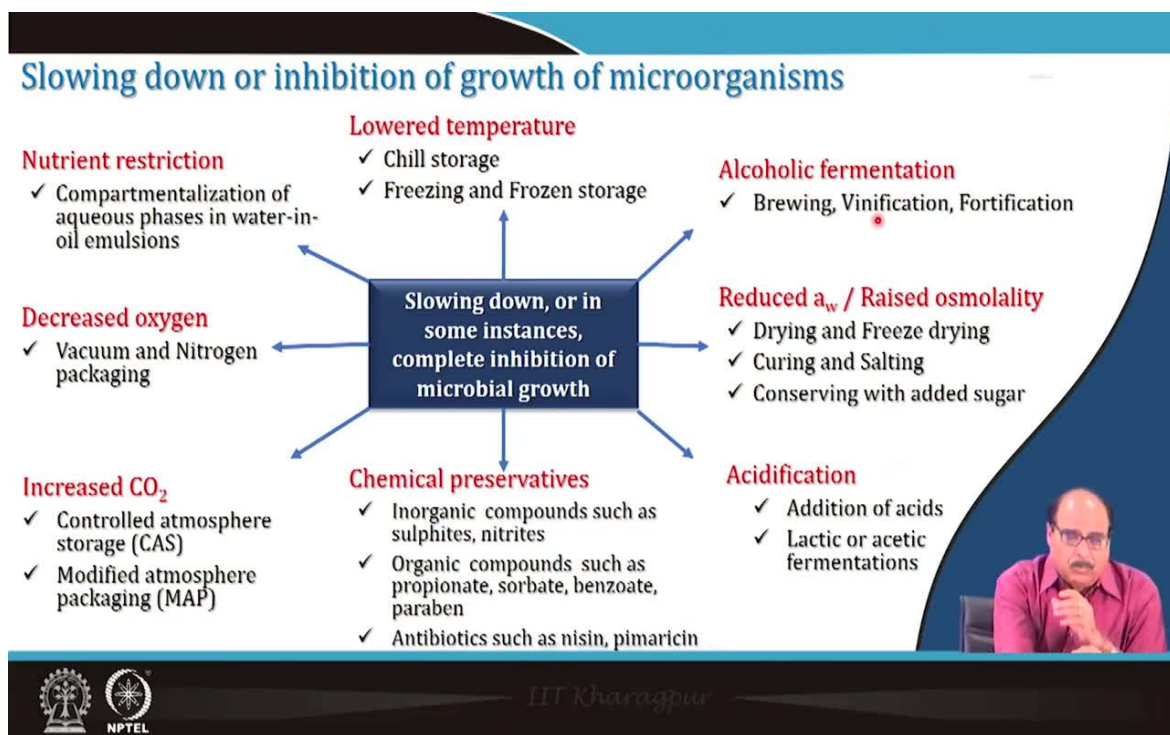 Slowing down or inhibition of growth of microorganisms
Nutrient restriction
✓ Compartmentalization of
aqueous phases in water-in-
oil emulsions
Lowered temperature
✓ Chill storage
✓ Freezing and Frozen storage
Alcoholic fermentation
✓ Brewing, Vinification, Fortification
Decreased oxygen
✓ Vacuum and Nitrogen
packaging
Slowing down, or in
some instances,
complete inhibition of
microbial growth
Reduced a_w / Raised osmolality
✓ Drying and Freeze drying
✓ Curing and Salting
✓ Conserving with added sugar
Increased CO₂
✓ Controlled atmosphere
storage (CAS)
✓ Modified atmosphere
packaging (MAP)
Chemical preservatives
✓ Inorganic compounds such as
sulphites, nitrites
✓ Organic compounds such as
propionate, sorbate, benzoate,
paraben
✓ Antibiotics such as nisin, pimaricin
Acidification
✓ Addition of acids
✓ Lactic or acetic
fermentations
IIT Kharagpur
NPTEL